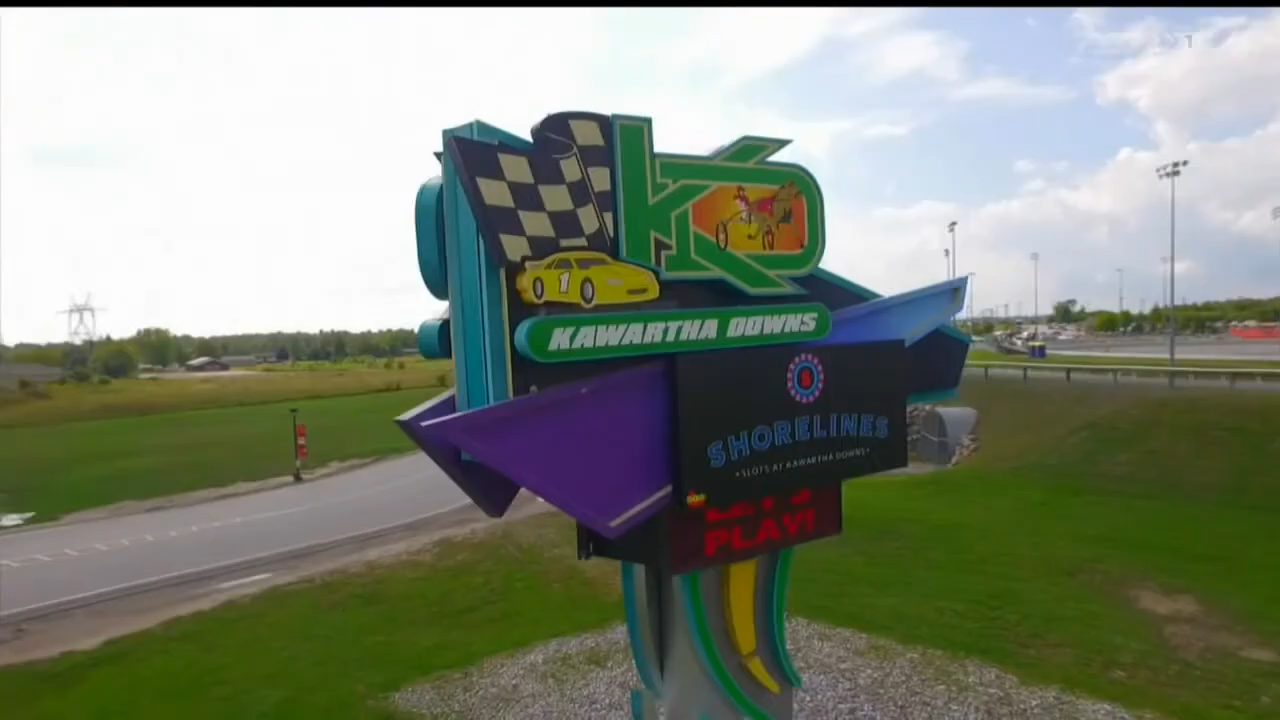 KD
1
KAWARTHA DOWNS
SHORELINES
•SLOTS AT KAWARTHA DOWNS•
PLAY!